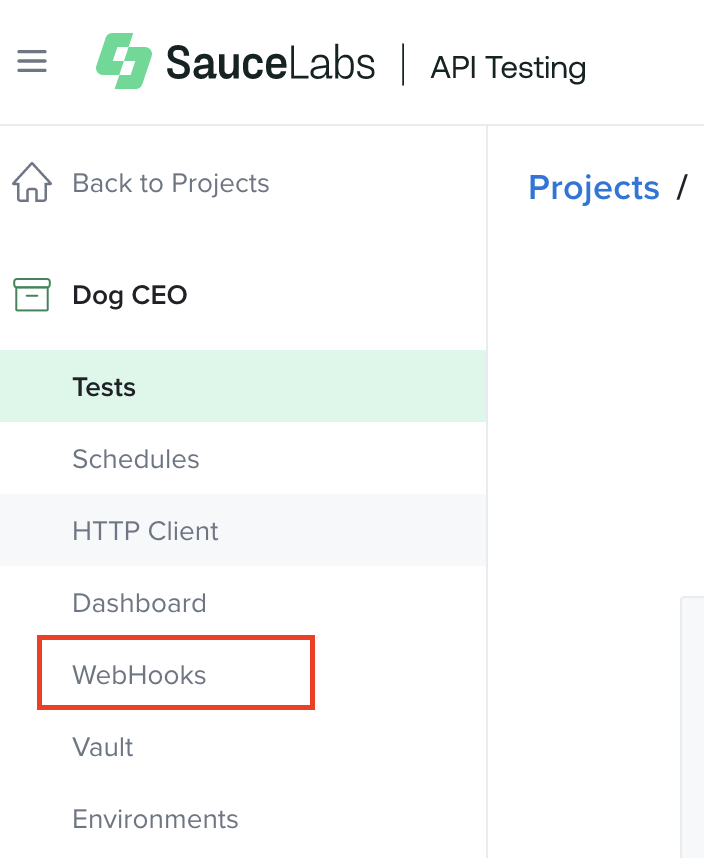 SauceLabs | API Testing
Back to Projects
Projects /
Dog CEO
Tests
Schedules
HTTP Client
Dashboard
WebHooks
Vault
Environments